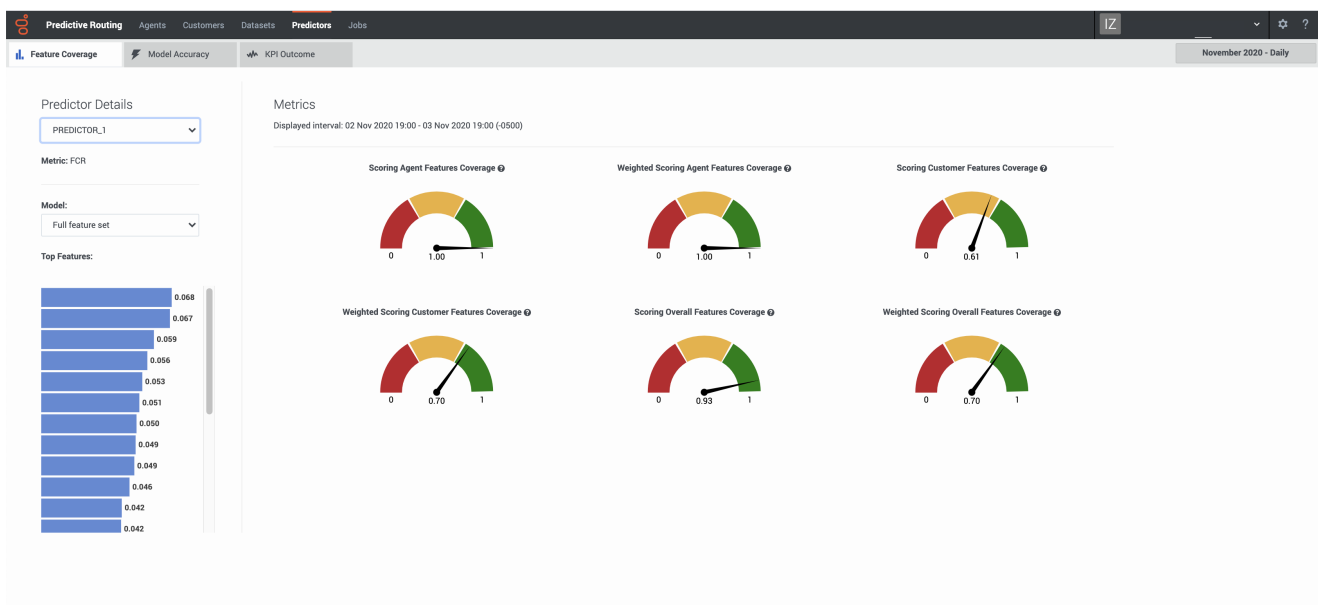 Predictive Routing Agents Customers Datasets Predictors Jobs IZ ?
Feature Coverage Model Accuracy KPI Outcome November 2020 - Daily
Predictor Details
PREDICTOR_1
Metric: FCR
Model:
Full feature set
Top Features:
0.068
0.067
0.059
0.056
0.053
0.051
0.050
0.049
0.049
0.046
0.042
0.042
Metrics
Displayed interval: 02 Nov 2020 19:00 - 03 Nov 2020 19:00 (-0500)
Scoring Agent Features Coverage ?
0 1.00 1
Weighted Scoring Agent Features Coverage ?
0 1.00 1
Scoring Customer Features Coverage ?
0 0.61 1
Weighted Scoring Customer Features Coverage ?
0 0.70 1
Scoring Overall Features Coverage ?
0 0.93 1
Weighted Scoring Overall Features Coverage ?
0 0.70 1